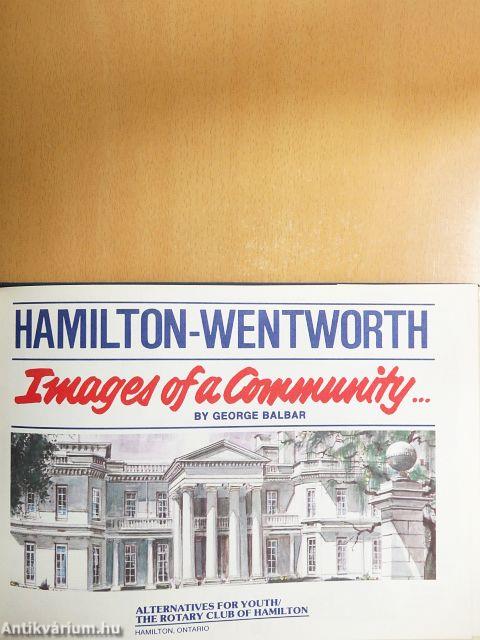 HAMILTON-WENTWORTH
Images of a Community...
BY GEORGE BALBAR
ALTERNATIVES FOR YOUTH/
THE ROTARY CLUB OF HAMILTON
HAMILTON, ONTARIO
Antikvárium.hu